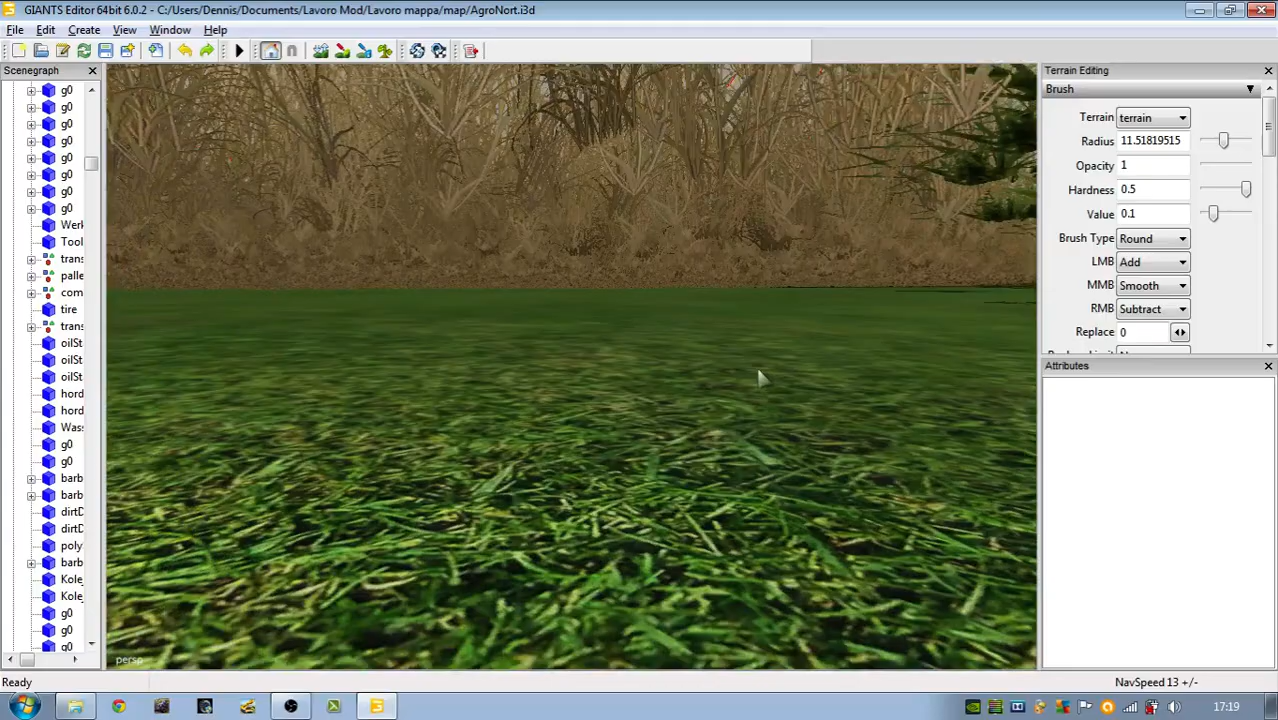 GIANTS Editor 64bit 6.0.2 - C:/Users/Dennis/Documents/Lavoro Mod/Lavoro mappa/map/AgroNort.i3d
File Edit Create View Window Help
Scenegraph
g0
g0
g0
g0
g0
g0
g0
g0
Werk
Tool
trans
palle
com
tire
trans
oilSt
oilSt
oilSt
hord
hord
Wass
g0
g0
barb
barb
dirtD
dirtD
poly
barb
Kole_
Kole_
g0
g0
g0
persp
Terrain Editing
Brush
Terrain terrain
Radius 11.51819515
Opacity 1
Hardness 0.5
Value 0.1
Brush Type Round
LMB Add
MMB Smooth
RMB Subtract
Replace 0
Attributes
Ready
NavSpeed 13 +/-
17:19